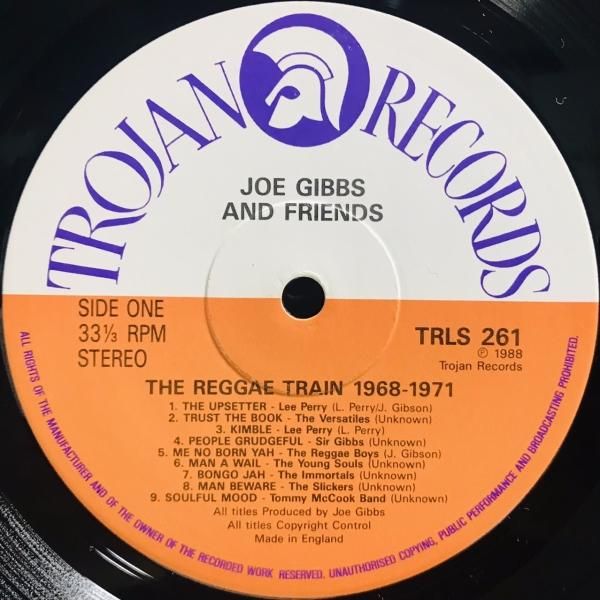 TROJAN RECORDS
JOE GIBBS
AND FRIENDS
SIDE ONE
33⅓ RPM
STEREO
TRLS 261
℗ 1988
Trojan Records
THE REGGAE TRAIN 1968-1971
1. THE UPSETTER - Lee Perry (L. Perry/J. Gibson)
2. TRUST THE BOOK - The Versatiles (Unknown)
3. KIMBLE - Lee Perry (L. Perry)
4. PEOPLE GRUDGEFUL - Sir Gibbs (Unknown)
5. ME NO BORN YAH - The Reggae Boys (J. Gibson)
6. MAN A WAIL - The Young Souls (Unknown)
7. BONGO JAH - The Immortals (Unknown)
8. MAN BEWARE - The Slickers (Unknown)
9. SOULFUL MOOD - Tommy McCook Band (Unknown)
All titles Produced by Joe Gibbs
All titles Copyright Control
Made in England
ALL RIGHTS OF THE MANUFACTURER AND OF THE OWNER OF THE RECORDED WORK RESERVED. UNAUTHORISED COPYING, PUBLIC PERFORMANCE AND BROADCASTING PROHIBITED.